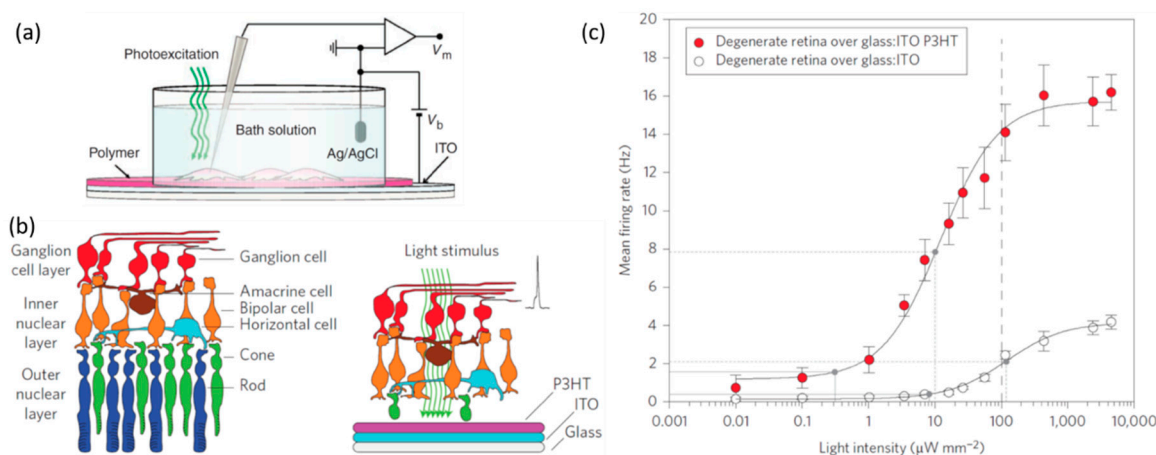 (a)
Photoexcitation
Vm
Bath solution
Vb
Polymer
Ag/AgCl
ITO
(b)
Ganglion
cell layer
Inner
nuclear
layer
Outer
nuclear
layer
Ganglion cell
Amacrine cell
Bipolar cell
Horizontal cell
Cone
Rod
Light stimulus
P3HT
ITO
Glass
(c)
Degenerate retina over glass:ITO P3HT
Degenerate retina over glass:ITO
Mean firing rate (Hz)
20
18
16
14
12
10
8
6
4
2
0
0.001
0.01
0.1
1
10
100
1,000
10,000
Light intensity (µW mm⁻²)